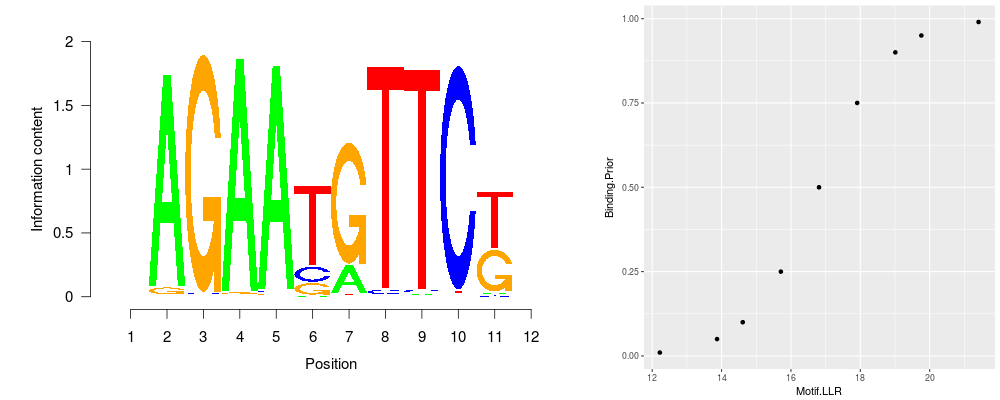 2
1.5
1
0.5
0
Information content
A G A A T G T T C T
G C A G
G
1 2 3 4 5 6 7 8 9 10 11 12
Position
1.00
0.75
0.50
0.25
0.00
Binding.Prior
12 14 16 18 20
Motif.LLR